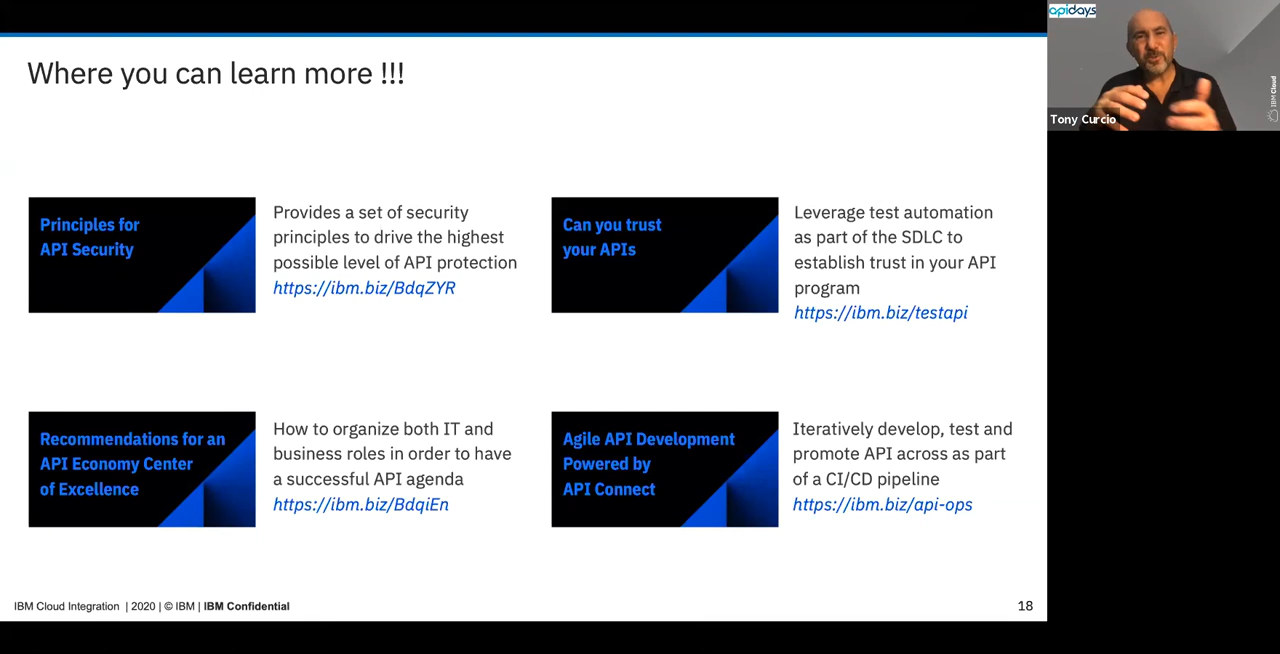 Where you can learn more !!!
Principles for
API Security
Provides a set of security
principles to drive the highest
possible level of API protection
https://ibm.biz/BdqZYR
Can you trust
your APIs
Leverage test automation
as part of the SDLC to
establish trust in your API
program
https://ibm.biz/testapi
Recommendations for an
API Economy Center
of Excellence
How to organize both IT and
business roles in order to have
a successful API agenda
https://ibm.biz/BdqiEn
Agile API Development
Powered by
API Connect
Iteratively develop, test and
promote API across as part
of a CI/CD pipeline
https://ibm.biz/api-ops
IBM Cloud Integration | 2020 | © IBM | IBM Confidential
18
apidays
Tony Curcio
IBM Cloud